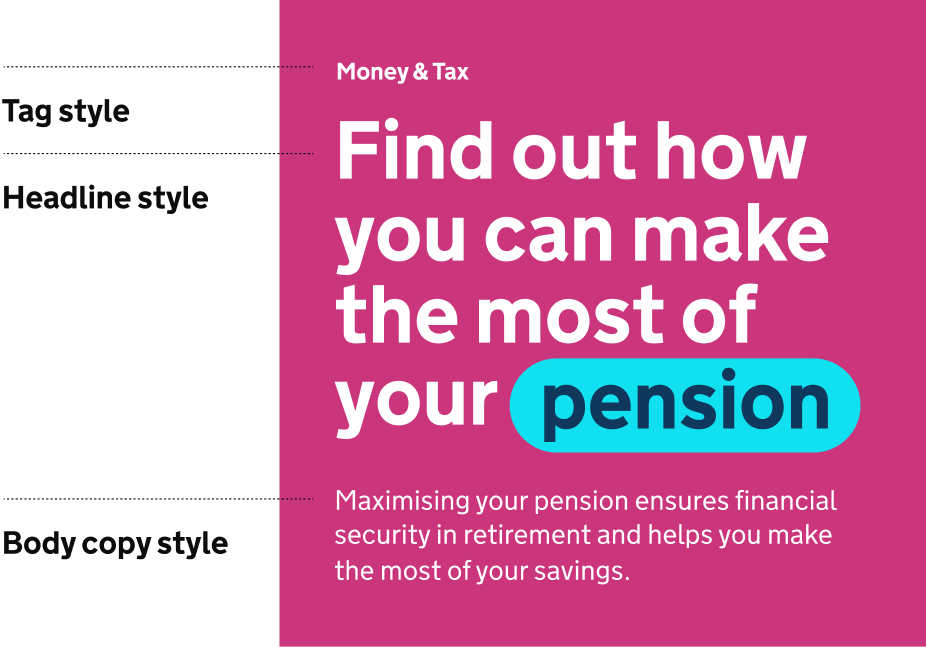 Tag style
Headline style
Body copy style
Money & Tax
Find out how
you can make
the most of
your pension
Maximising your pension ensures financial
security in retirement and helps you make
the most of your savings.